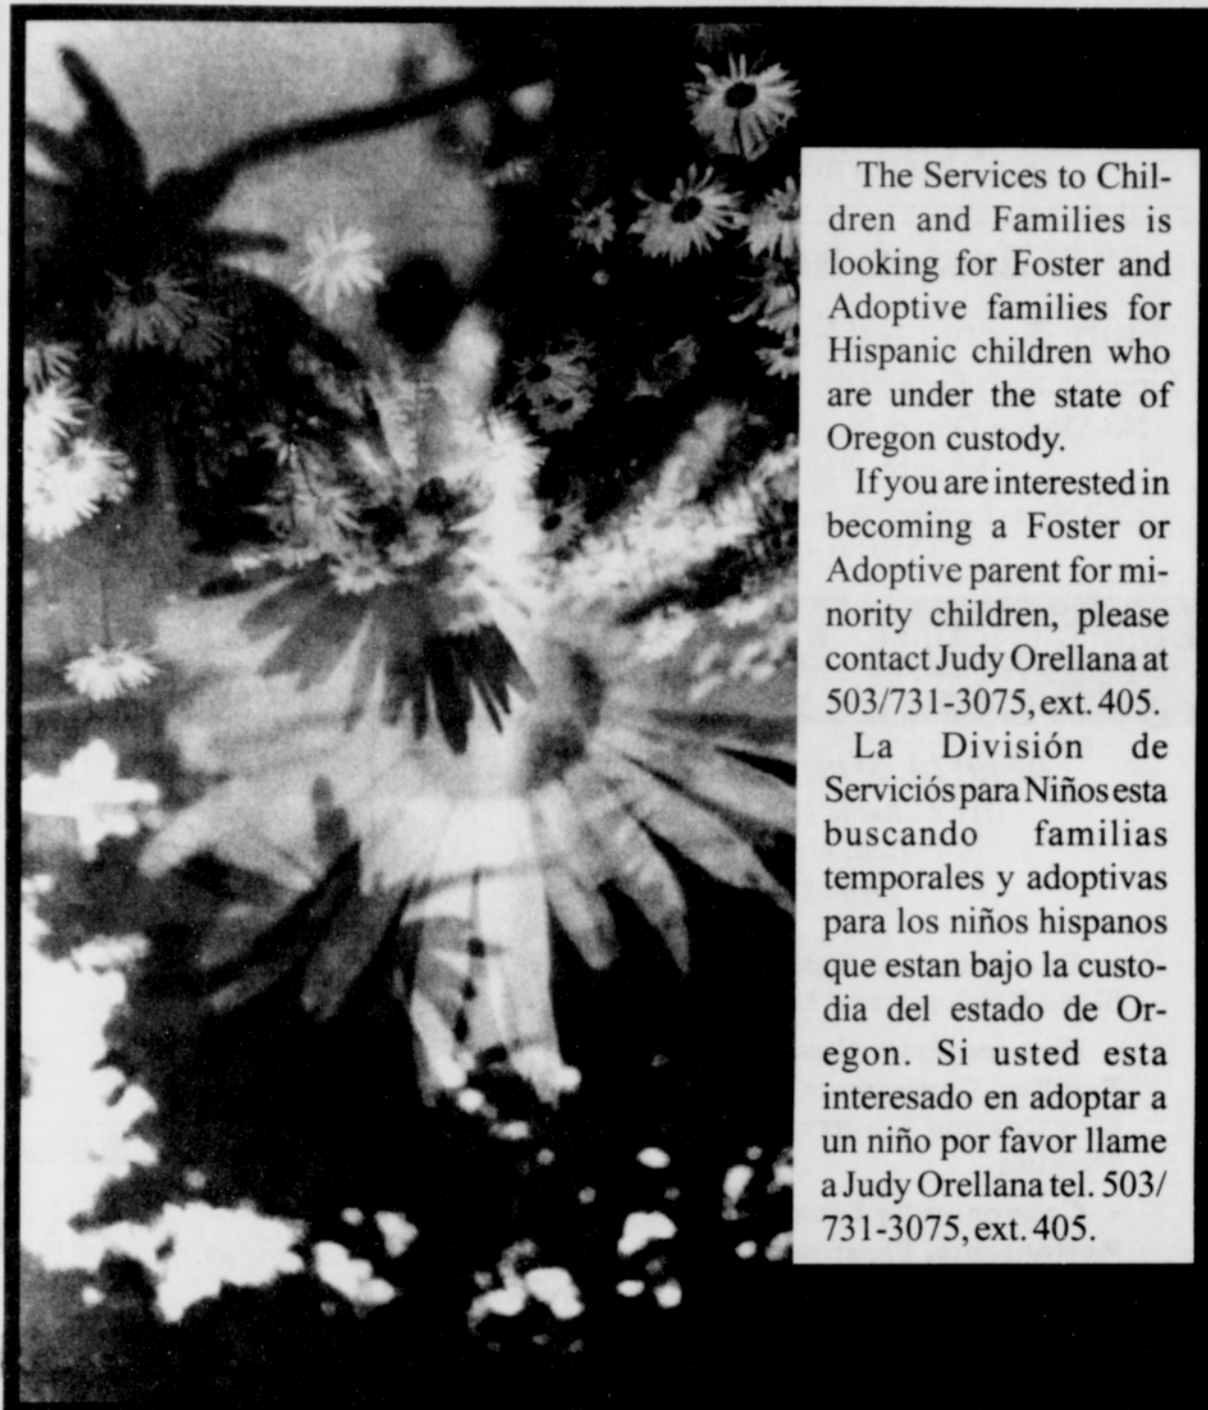 The Services to Chil-
dren and Families is
looking for Foster and
Adoptive families for
Hispanic children who
are under the state of
Oregon custody.
If you are interested in
becoming a Foster or
Adoptive parent for mi-
nority children, please
contact Judy Orellana at
503/731-3075, ext. 405.
La División de
Serviciós para Niños esta
buscando familias
temporales y adoptivas
para los niños hispanos
que estan bajo la custo-
dia del estado de Or-
egon. Si usted esta
interesado en adoptar a
un niño por favor llame
a Judy Orellana tel. 503/
731-3075, ext. 405.